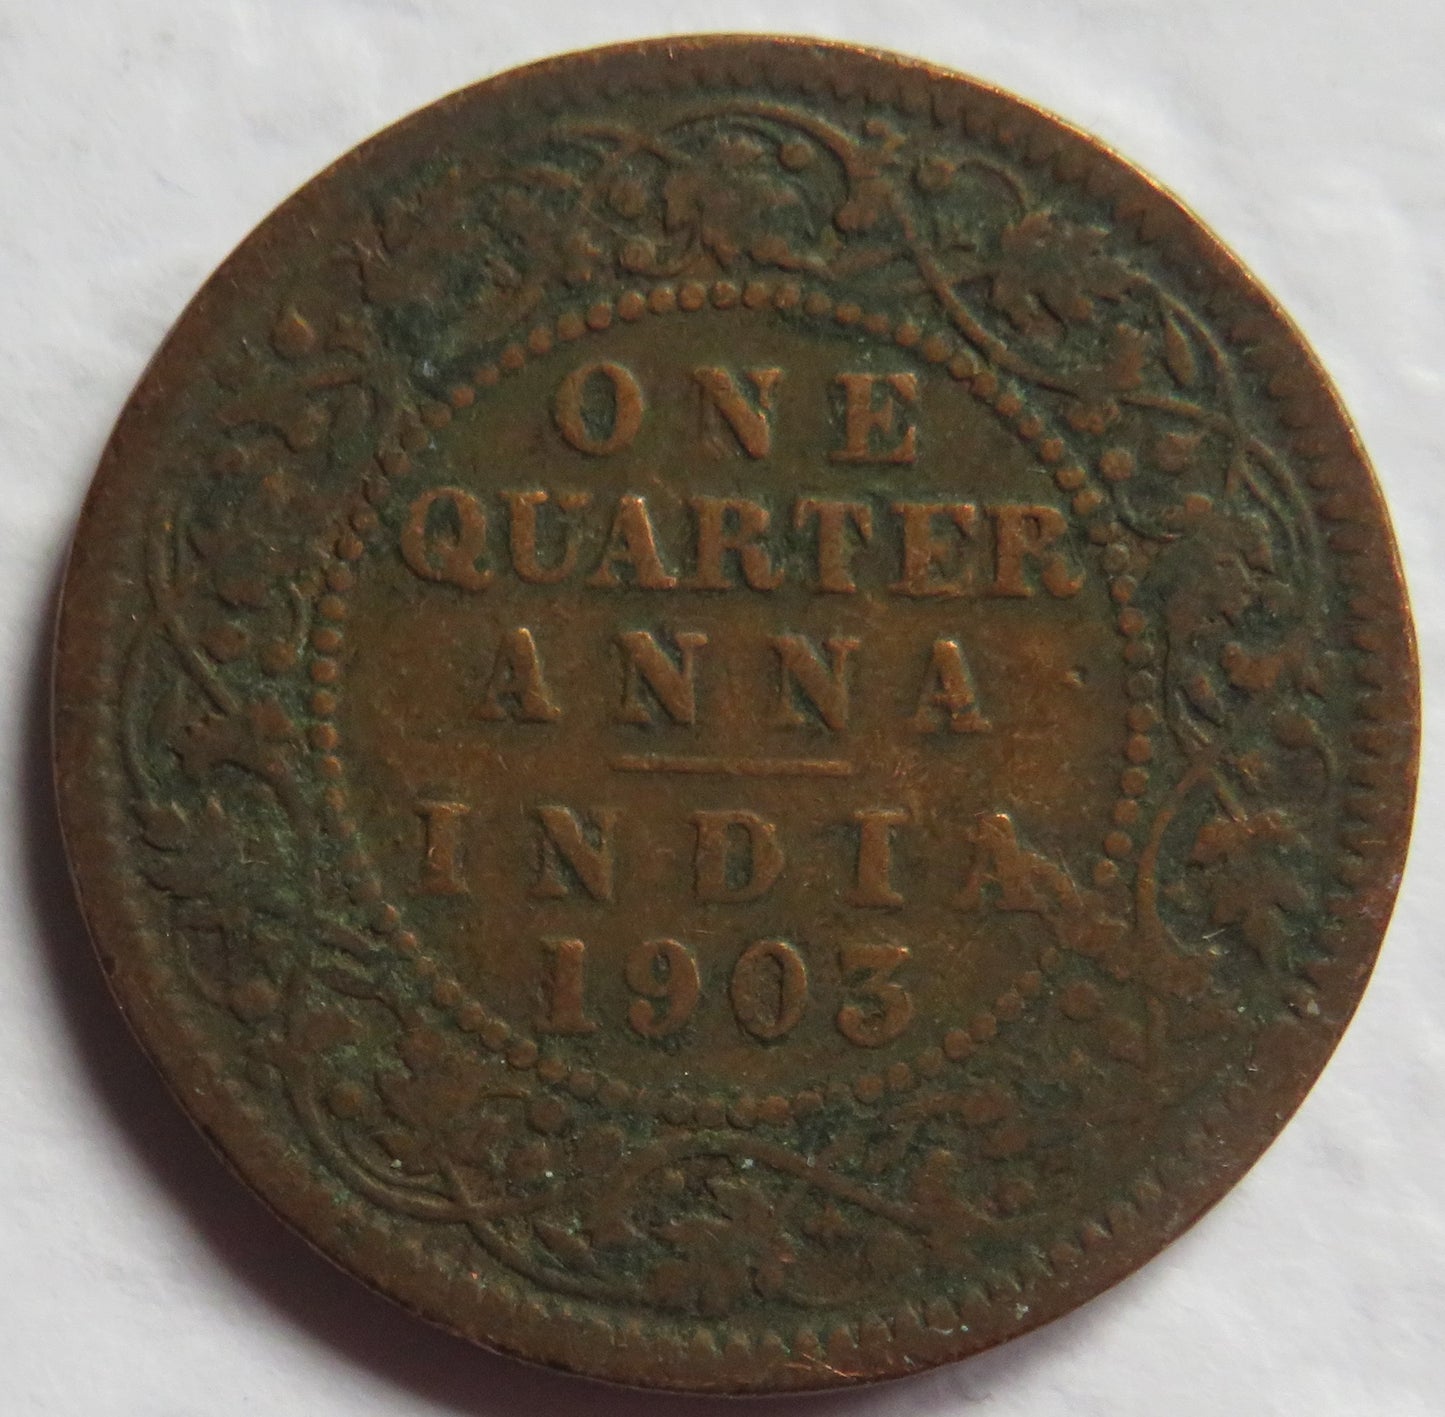 ONE
QUARTER
ANNA
INDIA
1903